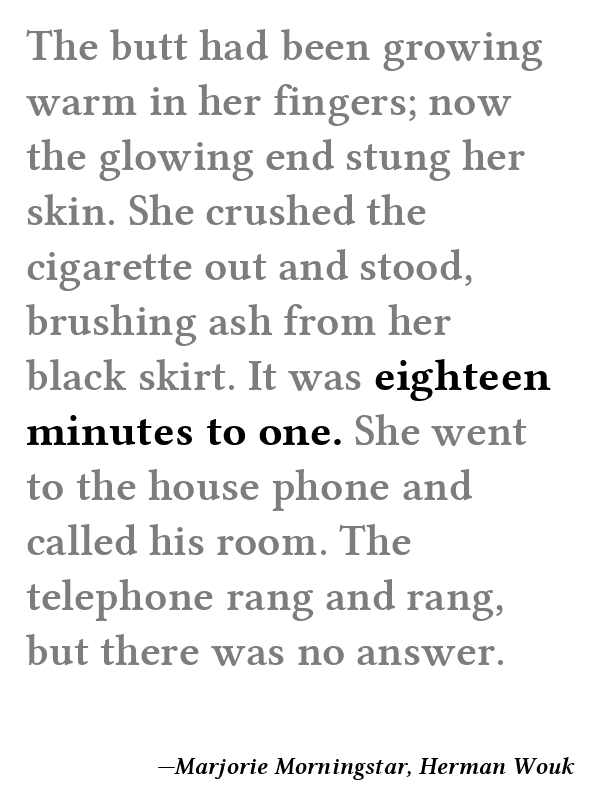 The butt had been growing
warm in her fingers; now
the glowing end stung her
skin. She crushed the
cigarette out and stood,
brushing ash from her
black skirt. It was eighteen
minutes to one. She went
to the house phone and
called his room. The
telephone rang and rang,
but there was no answer.
—Marjorie Morningstar, Herman Wouk